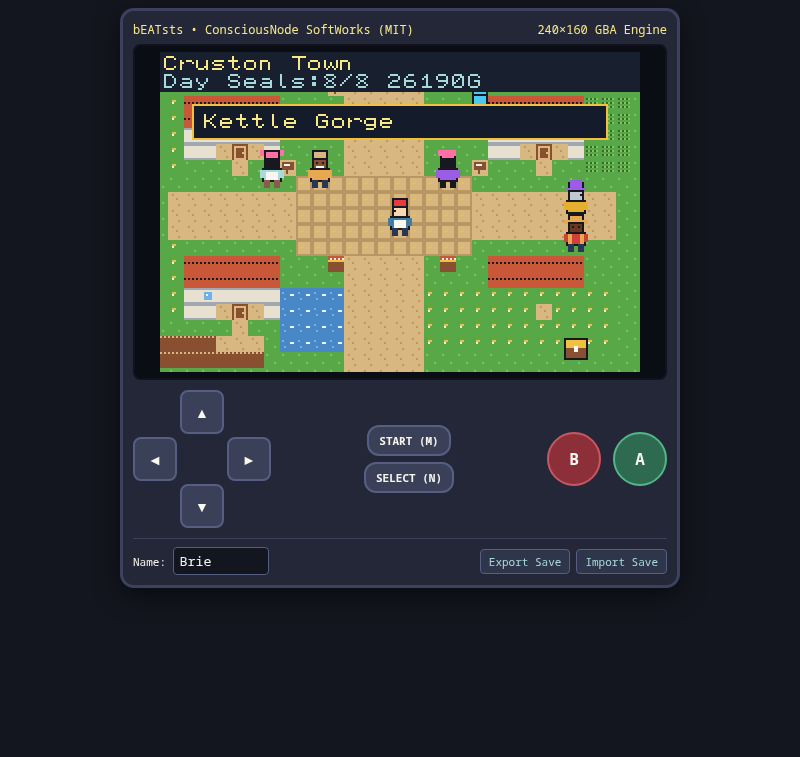 bEATsts • ConsciousNode SoftWorks (MIT)
240×160 GBA Engine
Cruston Town
Day Seals:8/8 26190G
Kettle Gorge
▲
◄
►
▼
START (M)
SELECT (N)
B
A
Name:
Brie
Export Save
Import Save